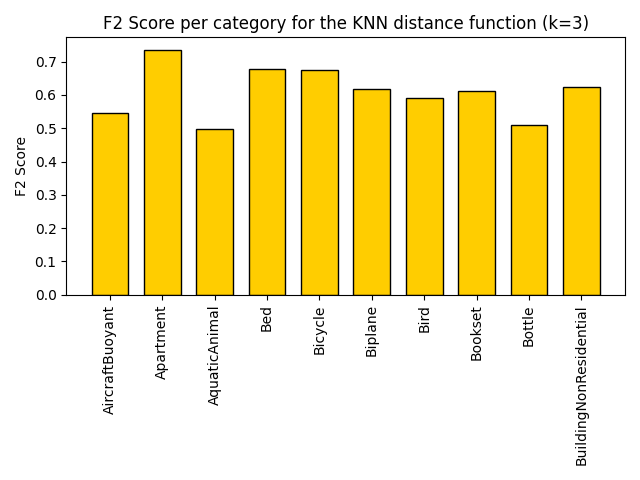 F2 Score per category for the KNN distance function (k=3)
F2 Score
0.7
0.6
0.5
0.4
0.3
0.2
0.1
0.0
AircraftBuoyant
Apartment
AquaticAnimal
Bed
Bicycle
Biplane
Bird
Bookset
Bottle
BuildingNonResidential